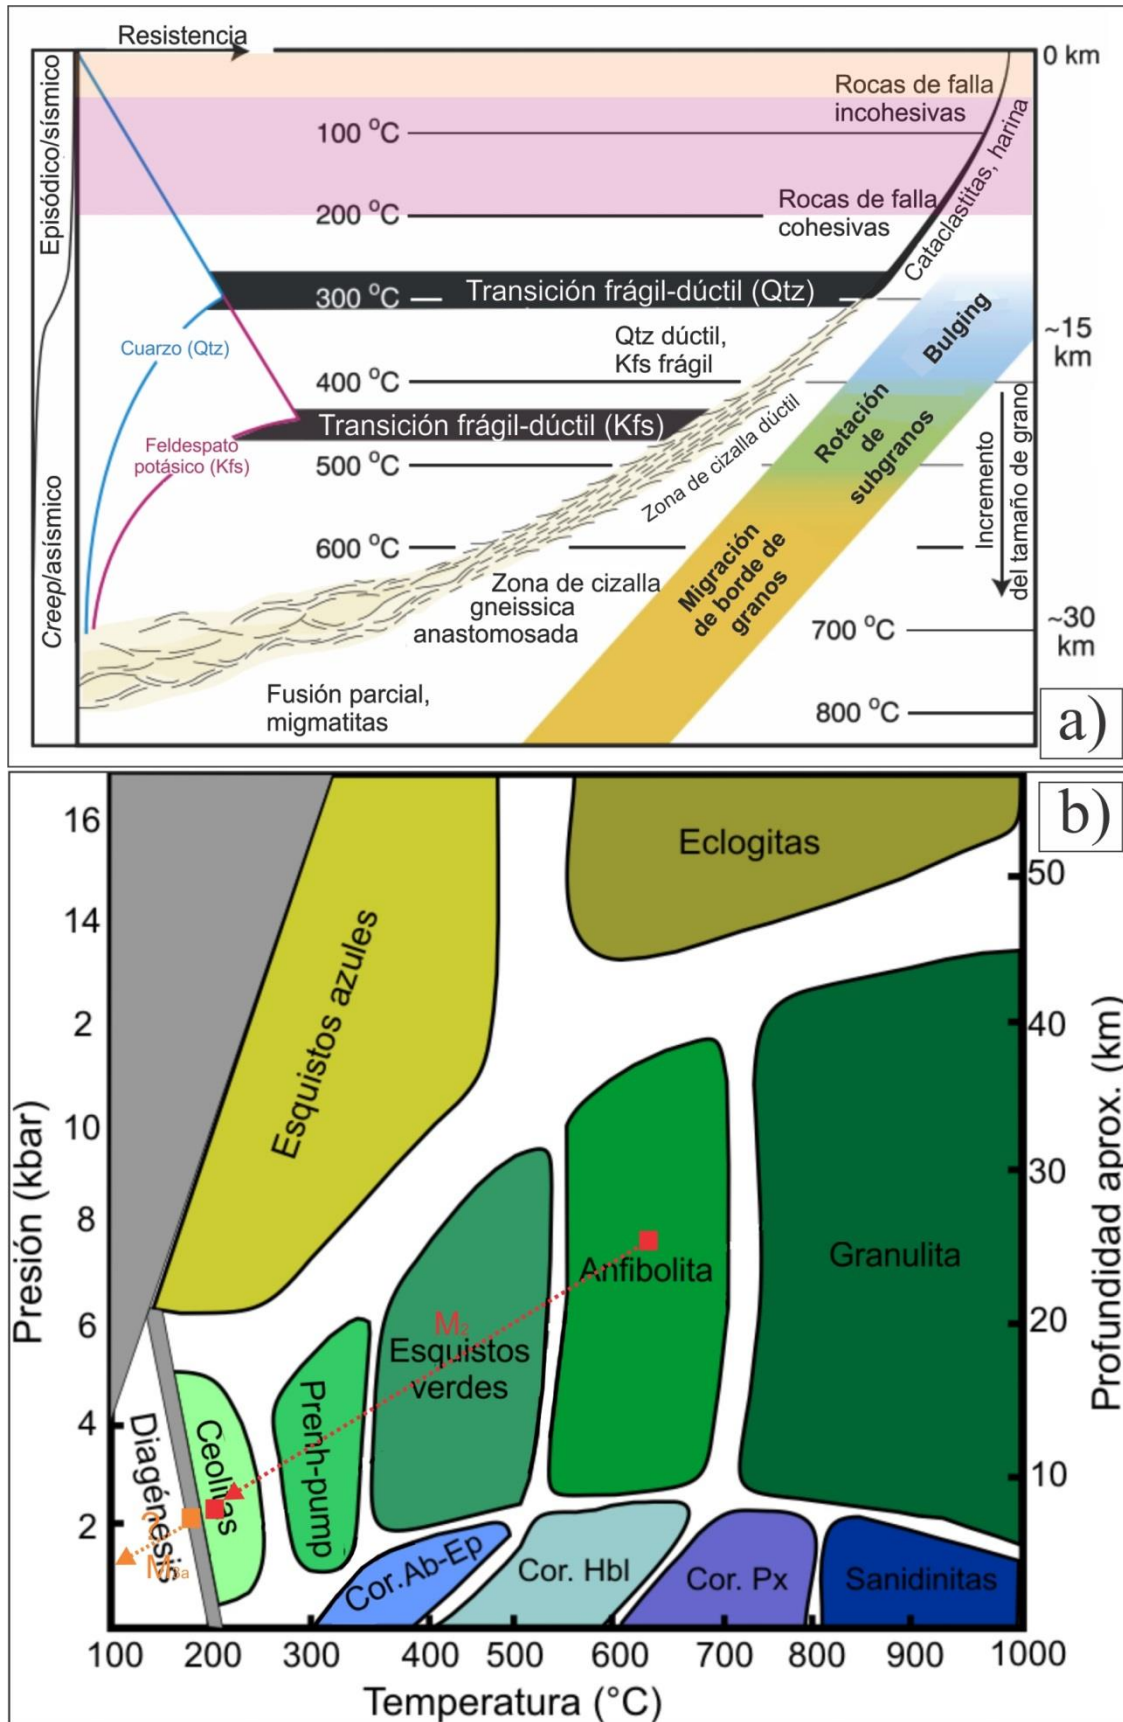 Resistencia
0 km
Episódico/sísmico
Creep/asísmico
Rocas de falla
incohesivas
100 °C
Cataclastitas, harina
Rocas de falla
cohesivas
200 °C
Transición frágil-dúctil (Qtz)
300 °C
Cuarzo (Qtz)
Qtz dúctil,
Kfs frágil
Bulging
~15
km
400 °C
Transición frágil-dúctil (Kfs)
Feldespato
potásico (Kfs)
500 °C
Zona de cizalla dúctil
Rotación
de
subgranos
Incremento
del tamaño de grano
600 °C
Zona de cizalla
gneissica
anastomosada
Migración
de borde de
granos
700 °C
~30
km
Fusión parcial,
migmatitas
800 °C
a)
b)
Presión (kbar)
16
14
2
10
8
6
4
2
Eclogitas
Esquistos azules
Granulita
Anfibolita
M2
Esquistos
verdes
Prenh-pump
Ceolitas
Diagénesis
?
M3a
Cor.Ab-Ep
Cor. Hbl
Cor. Px
Sanidinitas
50
40
30
20
10
Profundidad aprox. (km)
100 200 300 400 500 600 700 800 900 1000
Temperatura (°C)